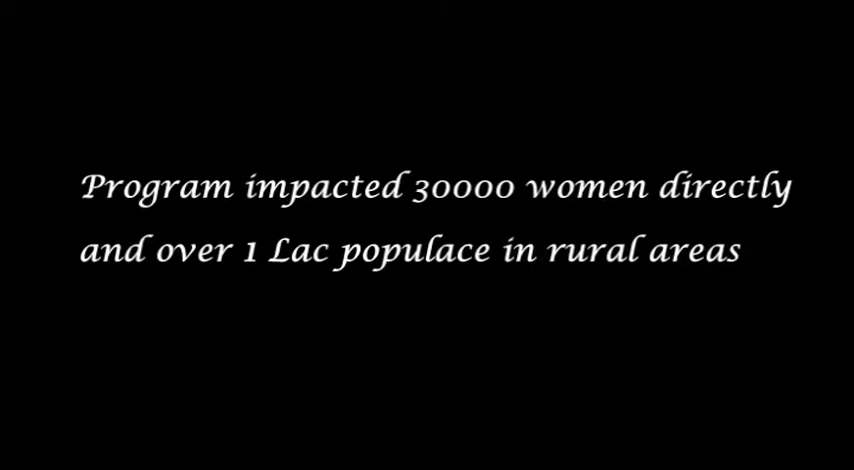 Program impacted 30000 women directly
and over 1 Lac populace in rural areas